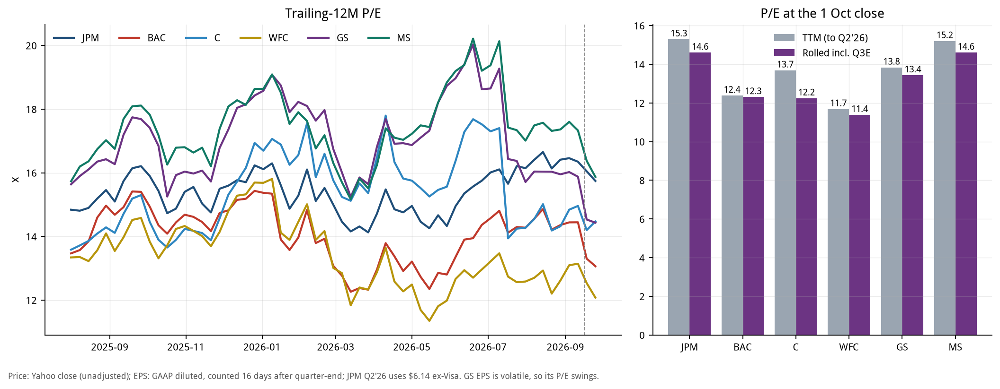 Trailing-12M P/E
JPM BAC C WFC GS MS
x
20
18
16
14
12
2025-09 2025-11 2026-01 2026-03 2026-05 2026-07 2026-09
P/E at the 1 Oct close
TTM (to Q2'26)
Rolled incl. Q3E
16
14
12
10
8
6
4
2
0
15.3 14.6 12.4 12.3 13.7 12.2 11.7 11.4 13.8 13.4 15.2 14.6
JPM BAC C WFC GS MS
Price: Yahoo close (unadjusted); EPS: GAAP diluted, counted 16 days after quarter-end; JPM Q2'26 uses $6.14 ex-Visa. GS EPS is volatile, so its P/E swings.